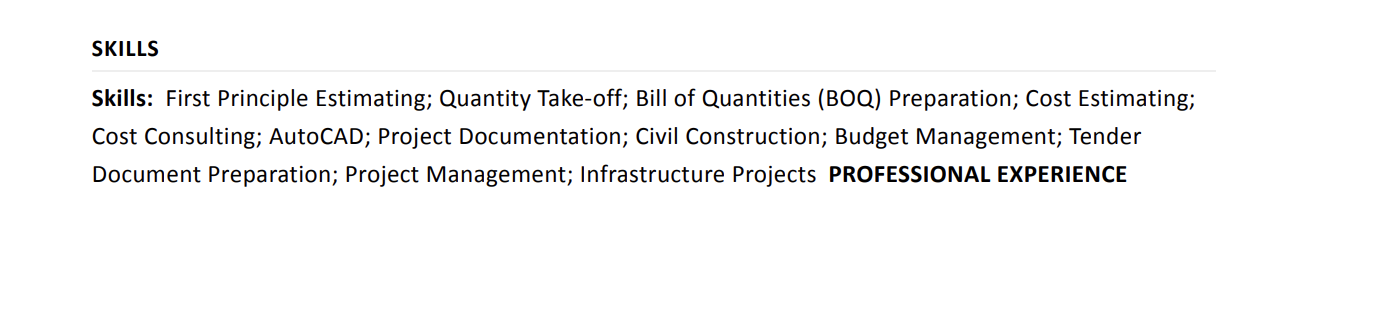 SKILLS
Skills: First Principle Estimating; Quantity Take-off; Bill of Quantities (BOQ) Preparation; Cost Estimating;
Cost Consulting; AutoCAD; Project Documentation; Civil Construction; Budget Management; Tender
Document Preparation; Project Management; Infrastructure Projects PROFESSIONAL EXPERIENCE